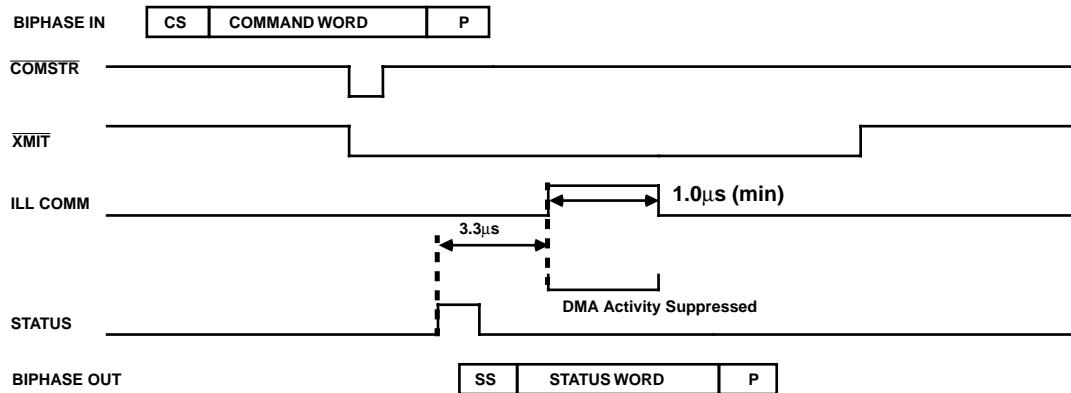 BIPHASE IN CS COMMAND WORD P
COMSTR
XMIT
ILL COMM 1.0µs (min)
3.3µs
DMA Activity Suppressed
STATUS
BIPHASE OUT SS STATUS WORD P